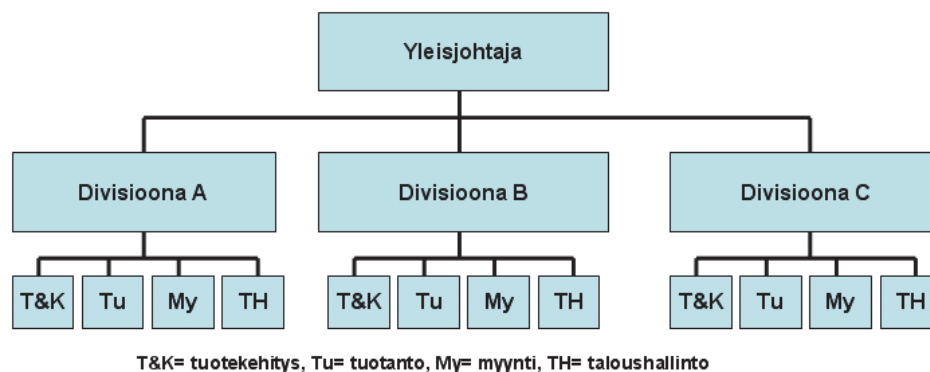 Yleisjohtaja
Divisioona A
Divisioona B
Divisioona C
T&K Tu My TH
T&K Tu My TH
T&K Tu My TH
T&K= tuotekehitys, Tu= tuotanto, My= myynti, TH= taloushallinto